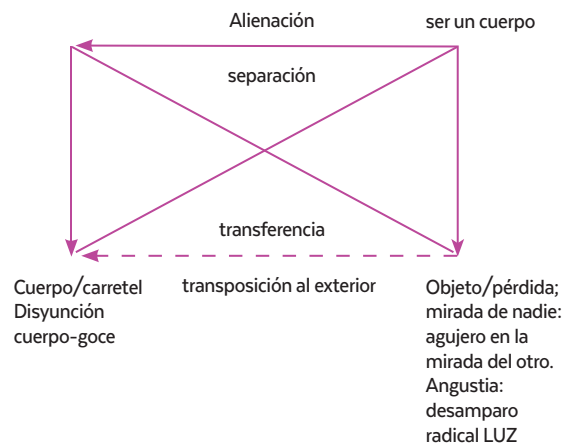 Alienación
ser un cuerpo
separación
transferencia
transposición al exterior
Cuerpo/carretel
Disyunción
cuerpo-goce
Objeto/pérdida;
mirada de nadie:
agujero en la
mirada del otro.
Angustia:
desamparo
radical LUZ